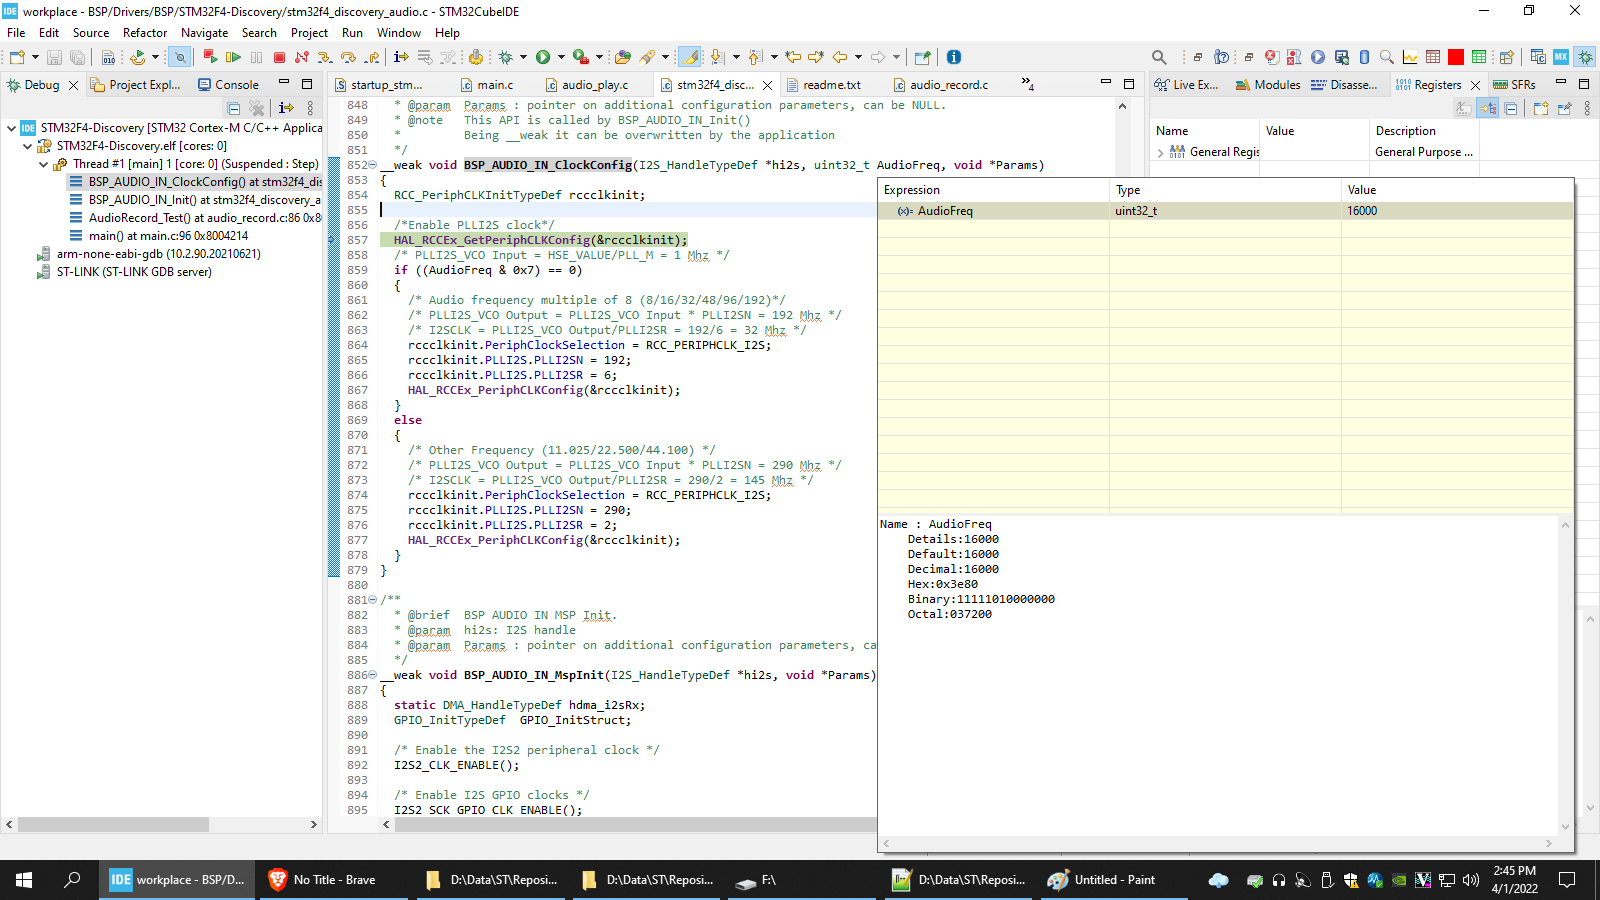 workplace - BSP/Drivers/BSP/STM32F4-Discovery/stm32f4_discovery_audio.c - STM32CubeIDE
File Edit Source Refactor Navigate Search Project Run Window Help
Debug Project Expl... Console
startup_stm... main.c audio_play.c stm32f4_disc... readme.txt audio_record.c 4
Live Ex... Modules Disasse... Registers SFRs
STM32F4-Discovery [STM32 Cortex-M C/C++ Applica
STM32F4-Discovery.elf [cores: 0]
Thread #1 [main] 1 [core: 0] (Suspended : Step)
BSP_AUDIO_IN_ClockConfig() at stm32f4_dis
BSP_AUDIO_IN_Init() at stm32f4_discovery_a
AudioRecord_Test() at audio_record.c:86 0x80
main() at main.c:96 0x8004214
arm-none-eabi-gdb (10.2.90.20210621)
ST-LINK (ST-LINK GDB server)
848 * @param Params : pointer on additional configuration parameters, can be NULL.
849 * @note This API is called by BSP_AUDIO_IN_Init()
850 * Being __weak it can be overwritten by the application
851 */
852 __weak void BSP_AUDIO_IN_ClockConfig(I2S_HandleTypeDef *hi2s, uint32_t AudioFreq, void *Params)
853 {
854 RCC_PeriphCLKInitTypeDef rccclkinit;
855
856 /*Enable PLLI2S clock*/
857 HAL_RCCEx_GetPeriphCLKConfig(&rccclkinit);
858 /* PLLI2S_VCO Input = HSE_VALUE/PLL_M = 1 Mhz */
859 if ((AudioFreq & 0x7) == 0)
860 {
861 /* Audio frequency multiple of 8 (8/16/32/48/96/192)*/
862 /* PLLI2S_VCO Output = PLLI2S_VCO Input * PLLI2SN = 192 Mhz */
863 /* I2SCLK = PLLI2S_VCO Output/PLLI2SR = 192/6 = 32 Mhz */
864 rccclkinit.PeriphClockSelection = RCC_PERIPHCLK_I2S;
865 rccclkinit.PLLI2S.PLLI2SN = 192;
866 rccclkinit.PLLI2S.PLLI2SR = 6;
867 HAL_RCCEx_PeriphCLKConfig(&rccclkinit);
868 }
869 else
870 {
871 /* Other Frequency (11.025/22.500/44.100) */
872 /* PLLI2S_VCO Output = PLLI2S_VCO Input * PLLI2SN = 290 Mhz */
873 /* I2SCLK = PLLI2S_VCO Output/PLLI2SR = 290/2 = 145 Mhz */
874 rccclkinit.PeriphClockSelection = RCC_PERIPHCLK_I2S;
875 rccclkinit.PLLI2S.PLLI2SN = 290;
876 rccclkinit.PLLI2S.PLLI2SR = 2;
877 HAL_RCCEx_PeriphCLKConfig(&rccclkinit);
878 }
879 }
880
881 /**
882 * @brief BSP AUDIO IN MSP Init.
883 * @param hi2s: I2S handle
884 * @param Params : pointer on additional configuration parameters, ca
885 */
886 __weak void BSP_AUDIO_IN_MspInit(I2S_HandleTypeDef *hi2s, void *Params)
887 {
888 static DMA_HandleTypeDef hdma_i2sRx;
889 GPIO_InitTypeDef GPIO_InitStruct;
890
891 /* Enable the I2S2 peripheral clock */
892 I2S2_CLK_ENABLE();
893
894 /* Enable I2S GPIO clocks */
895 I2S2_SCK_GPIO_CLK_ENABLE();
Name Value Description
General Regis General Purpose ...
Expression Type Value
(x)= AudioFreq uint32_t 16000
Name : AudioFreq
Details:16000
Default:16000
Decimal:16000
Hex:0x3e80
Binary:11111010000000
Octal:037200
IDE workplace - BSP/D... No Title - Brave D:\Data\ST\Reposi... D:\Data\ST\Reposi... F:\ D:\Data\ST\Reposi... Untitled - Paint
2:45 PM
4/1/2022